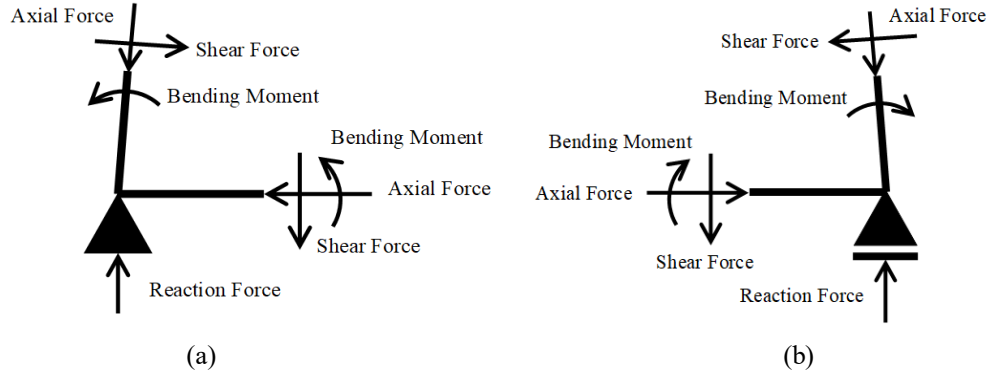 Axial Force
Shear Force
Bending Moment
Bending Moment
Axial Force
Shear Force
Reaction Force
(a)
Axial Force
Shear Force
Bending Moment
Bending Moment
Axial Force
Shear Force
Reaction Force
(b)